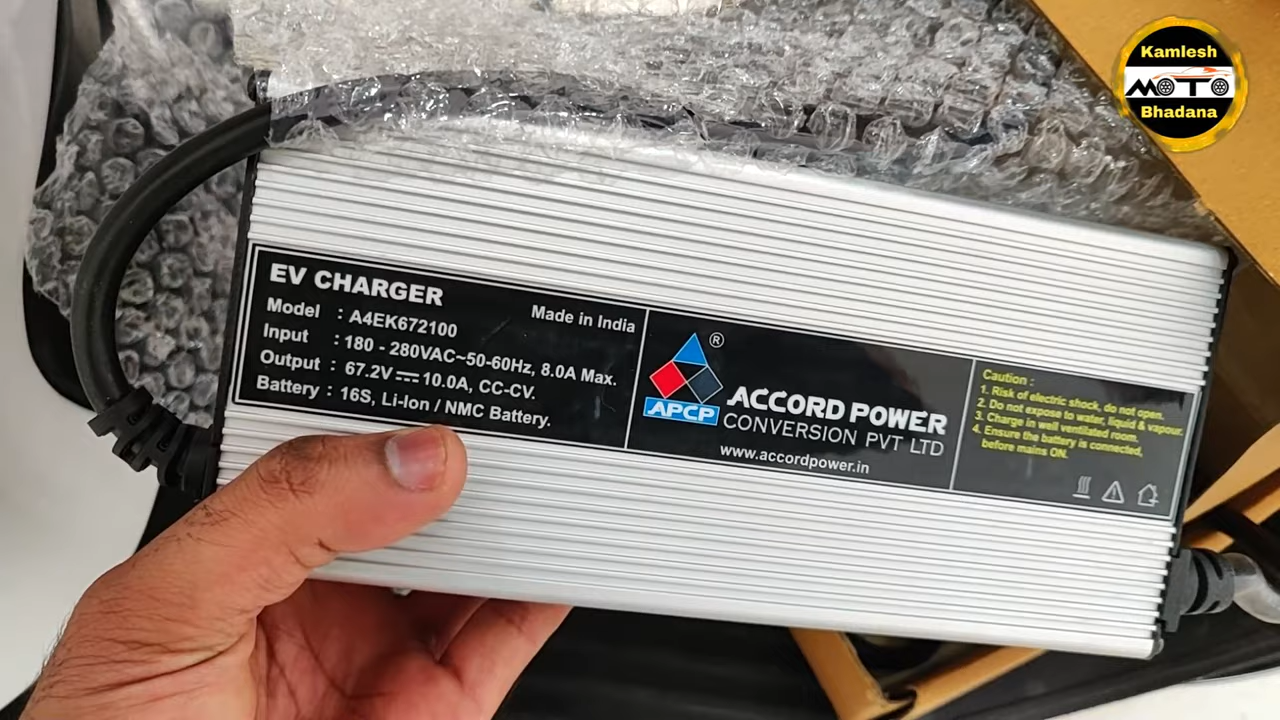 Kamlesh
MOTO
Bhadana
EV CHARGER
Made in India
Model : A4EK672100
Input : 180 - 280VAC~50-60Hz, 8.0A Max.
Output : 67.2V⎓10.0A, CC-CV.
Battery : 16S, Li-Ion / NMC Battery.
®
APCP
ACCORD POWER
CONVERSION PVT LTD
www.accordpower.in
Caution :
1. Risk of electric shock, do not open.
2. Do not expose to water, liquid & vapour.
3. Charge in well ventilated room.
4. Ensure the battery is connected,
before mains ON.